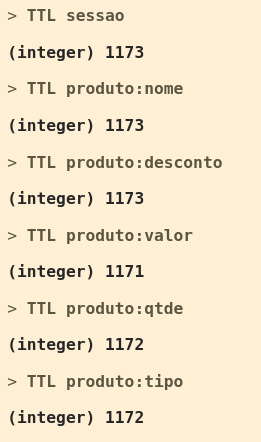 > TTL sessao
(integer) 1173
> TTL produto:nome
(integer) 1173
> TTL produto:desconto
(integer) 1173
> TTL produto:valor
(integer) 1171
> TTL produto:qtde
(integer) 1172
> TTL produto:tipo
(integer) 1172